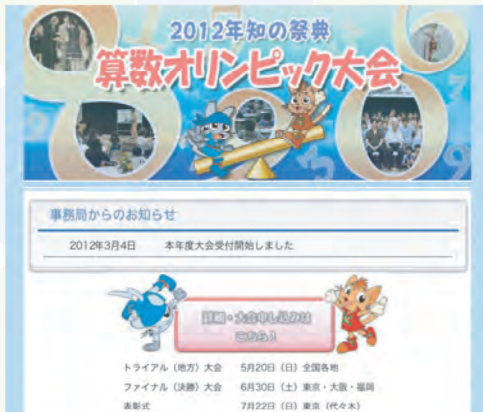 2012年知の祭典
算数オリンピック大会
事務局からのお知らせ
2012年3月4日 本年度大会受付開始しました
詳細・大会申し込みは
こちら！
トライアル（地方）大会 5月20日（日）全国各地
ファイナル（決勝）大会 6月30日（土）東京・大阪・福岡
表彰式 7月22日（日）東京（代々木）